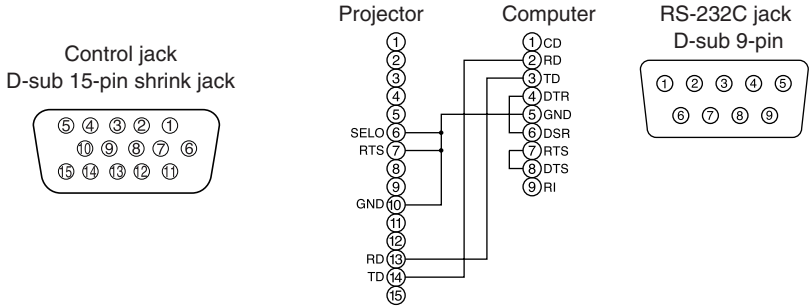 Control jack
D-sub 15-pin shrink jack
5 4 3 2 1
10 9 8 7 6
15 14 13 12 11
Projector
1
2
3
4
5
SELO 6
RTS 7
8
9
GND 10
11
12
RD 13
TD 14
15
Computer
1 CD
2 RD
3 TD
4 DTR
5 GND
6 DSR
7 RTS
8 DTS
9 RI
RS-232C jack
D-sub 9-pin
1 2 3 4 5
6 7 8 9